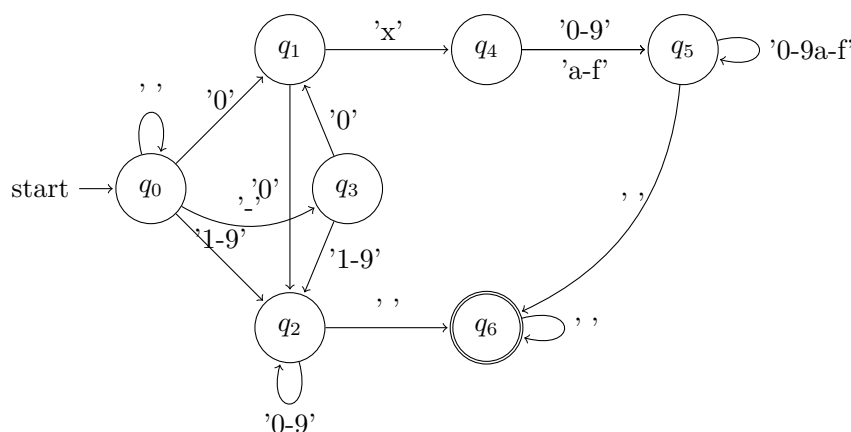 ' '
'0'
q1
'x'
q4
'0-9'
'a-f'
q5
'0-9a-f'
start
q0
'0'
'-'
'0'
q3
'1-9'
'1-9'
' '
q2
' '
q6
' '
'0-9'